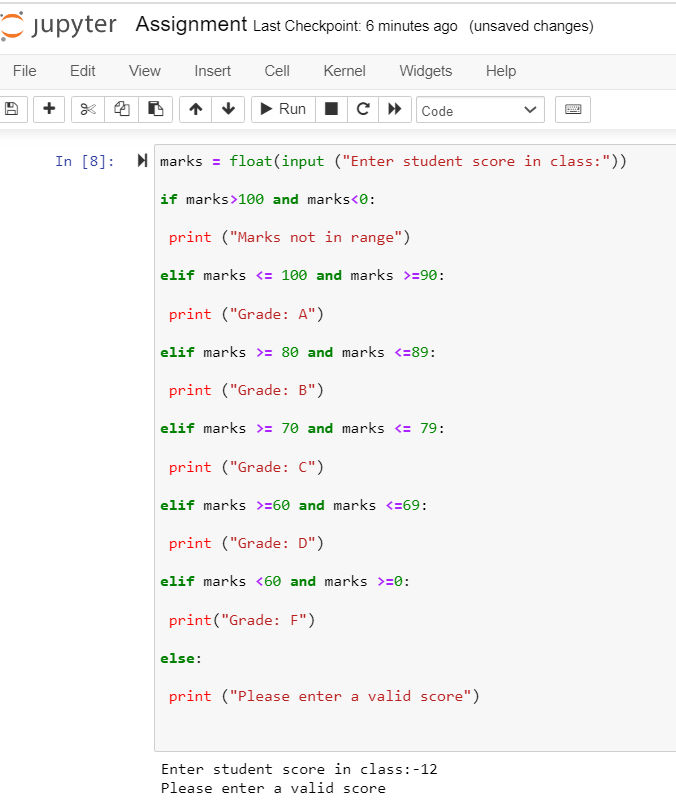 jupyter Assignment Last Checkpoint: 6 minutes ago (unsaved changes)
File Edit View Insert Cell Kernel Widgets Help
Run Code
In [8]: marks = float(input ("Enter student score in class:"))
if marks>100 and marks<0:
print ("Marks not in range")
elif marks <= 100 and marks >=90:
print ("Grade: A")
elif marks >= 80 and marks <=89:
print ("Grade: B")
elif marks >= 70 and marks <= 79:
print ("Grade: C")
elif marks >=60 and marks <=69:
print ("Grade: D")
elif marks <60 and marks >=0:
print("Grade: F")
else:
print ("Please enter a valid score")
Enter student score in class:-12
Please enter a valid score